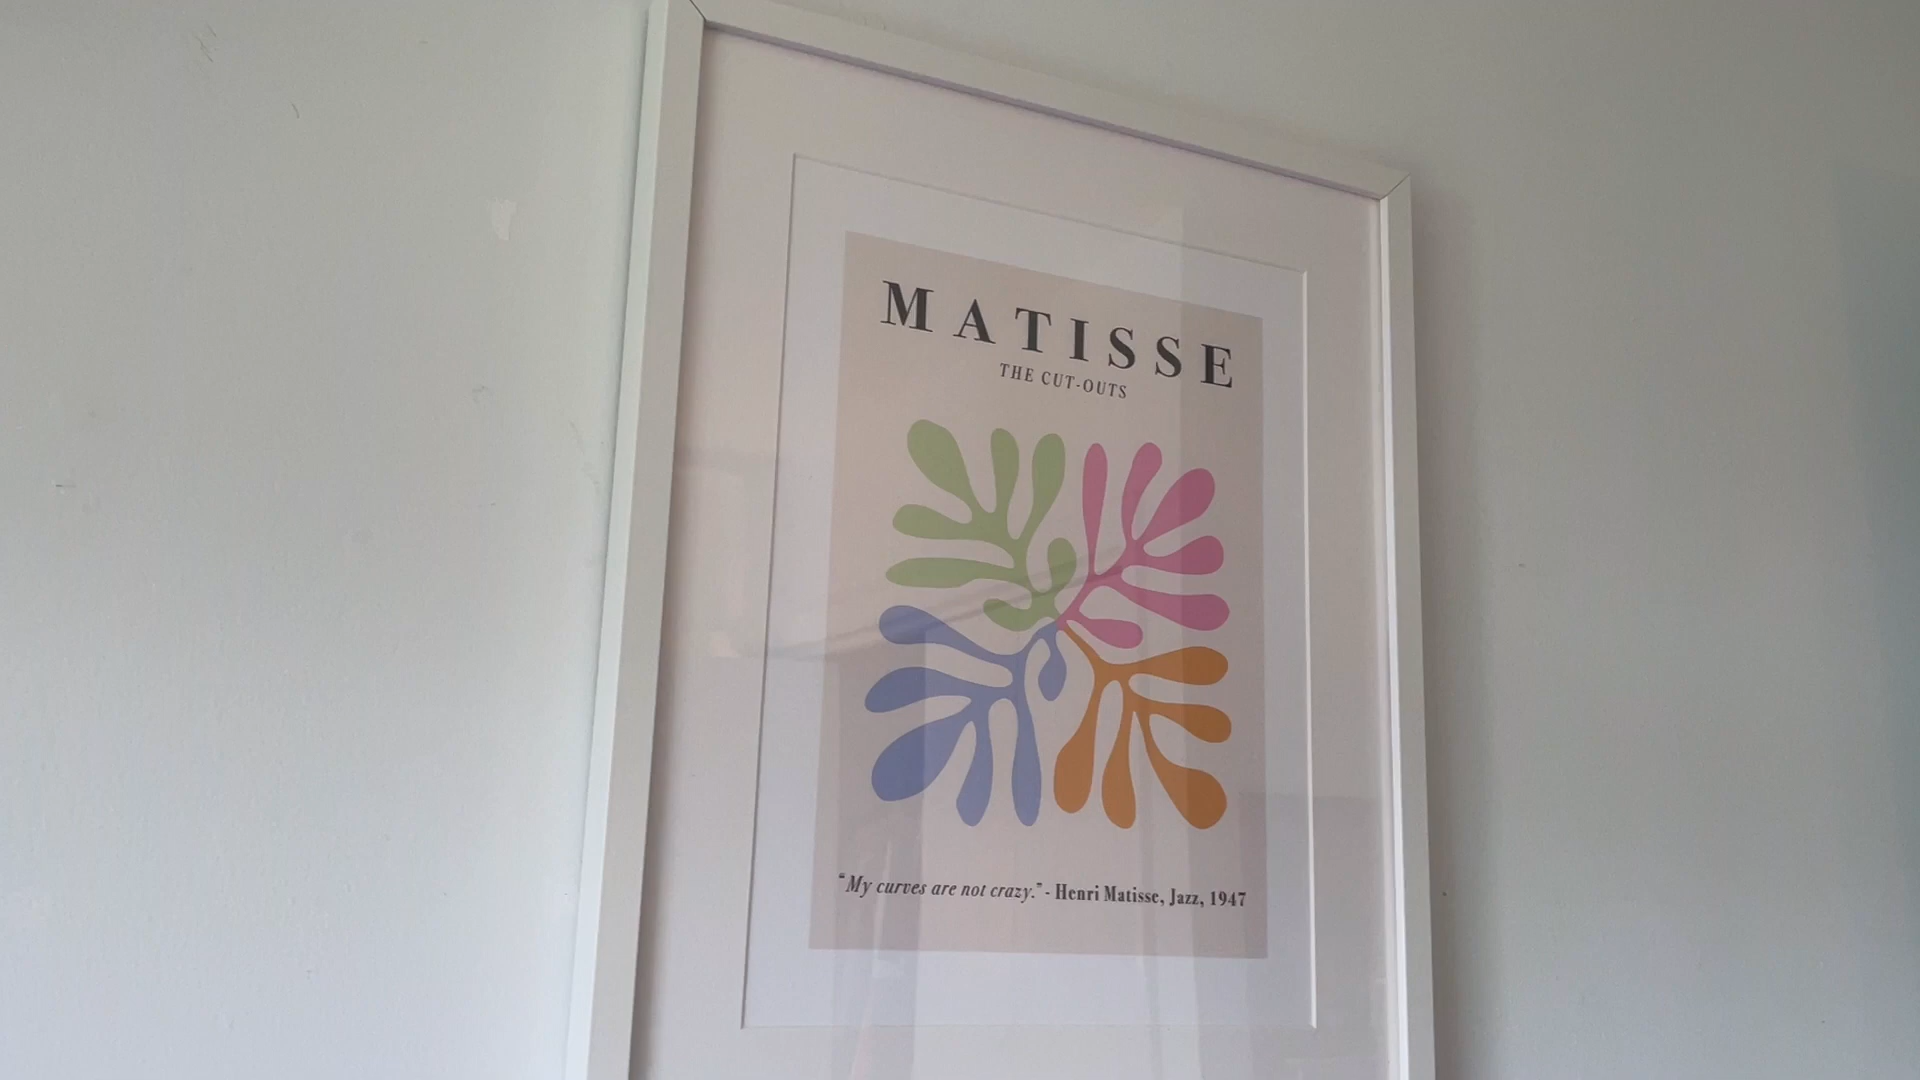 MATISSE
THE CUT-OUTS
“My curves are not crazy.” - Henri Matisse, Jazz, 1947